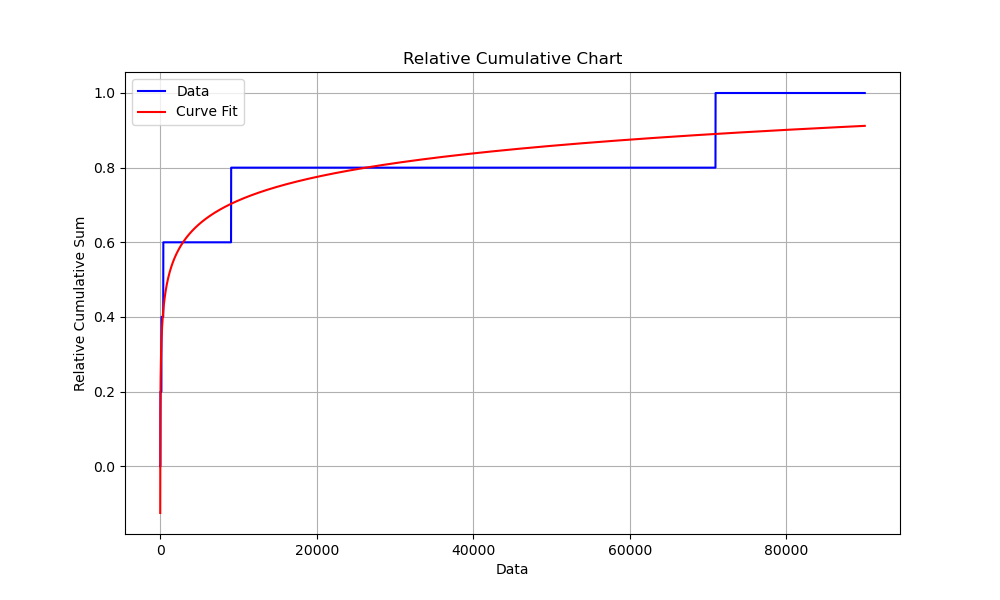 Relative Cumulative Chart
Data
Curve Fit
Relative Cumulative Sum
1.0
0.8
0.6
0.4
0.2
0.0
0 20000 40000 60000 80000
Data